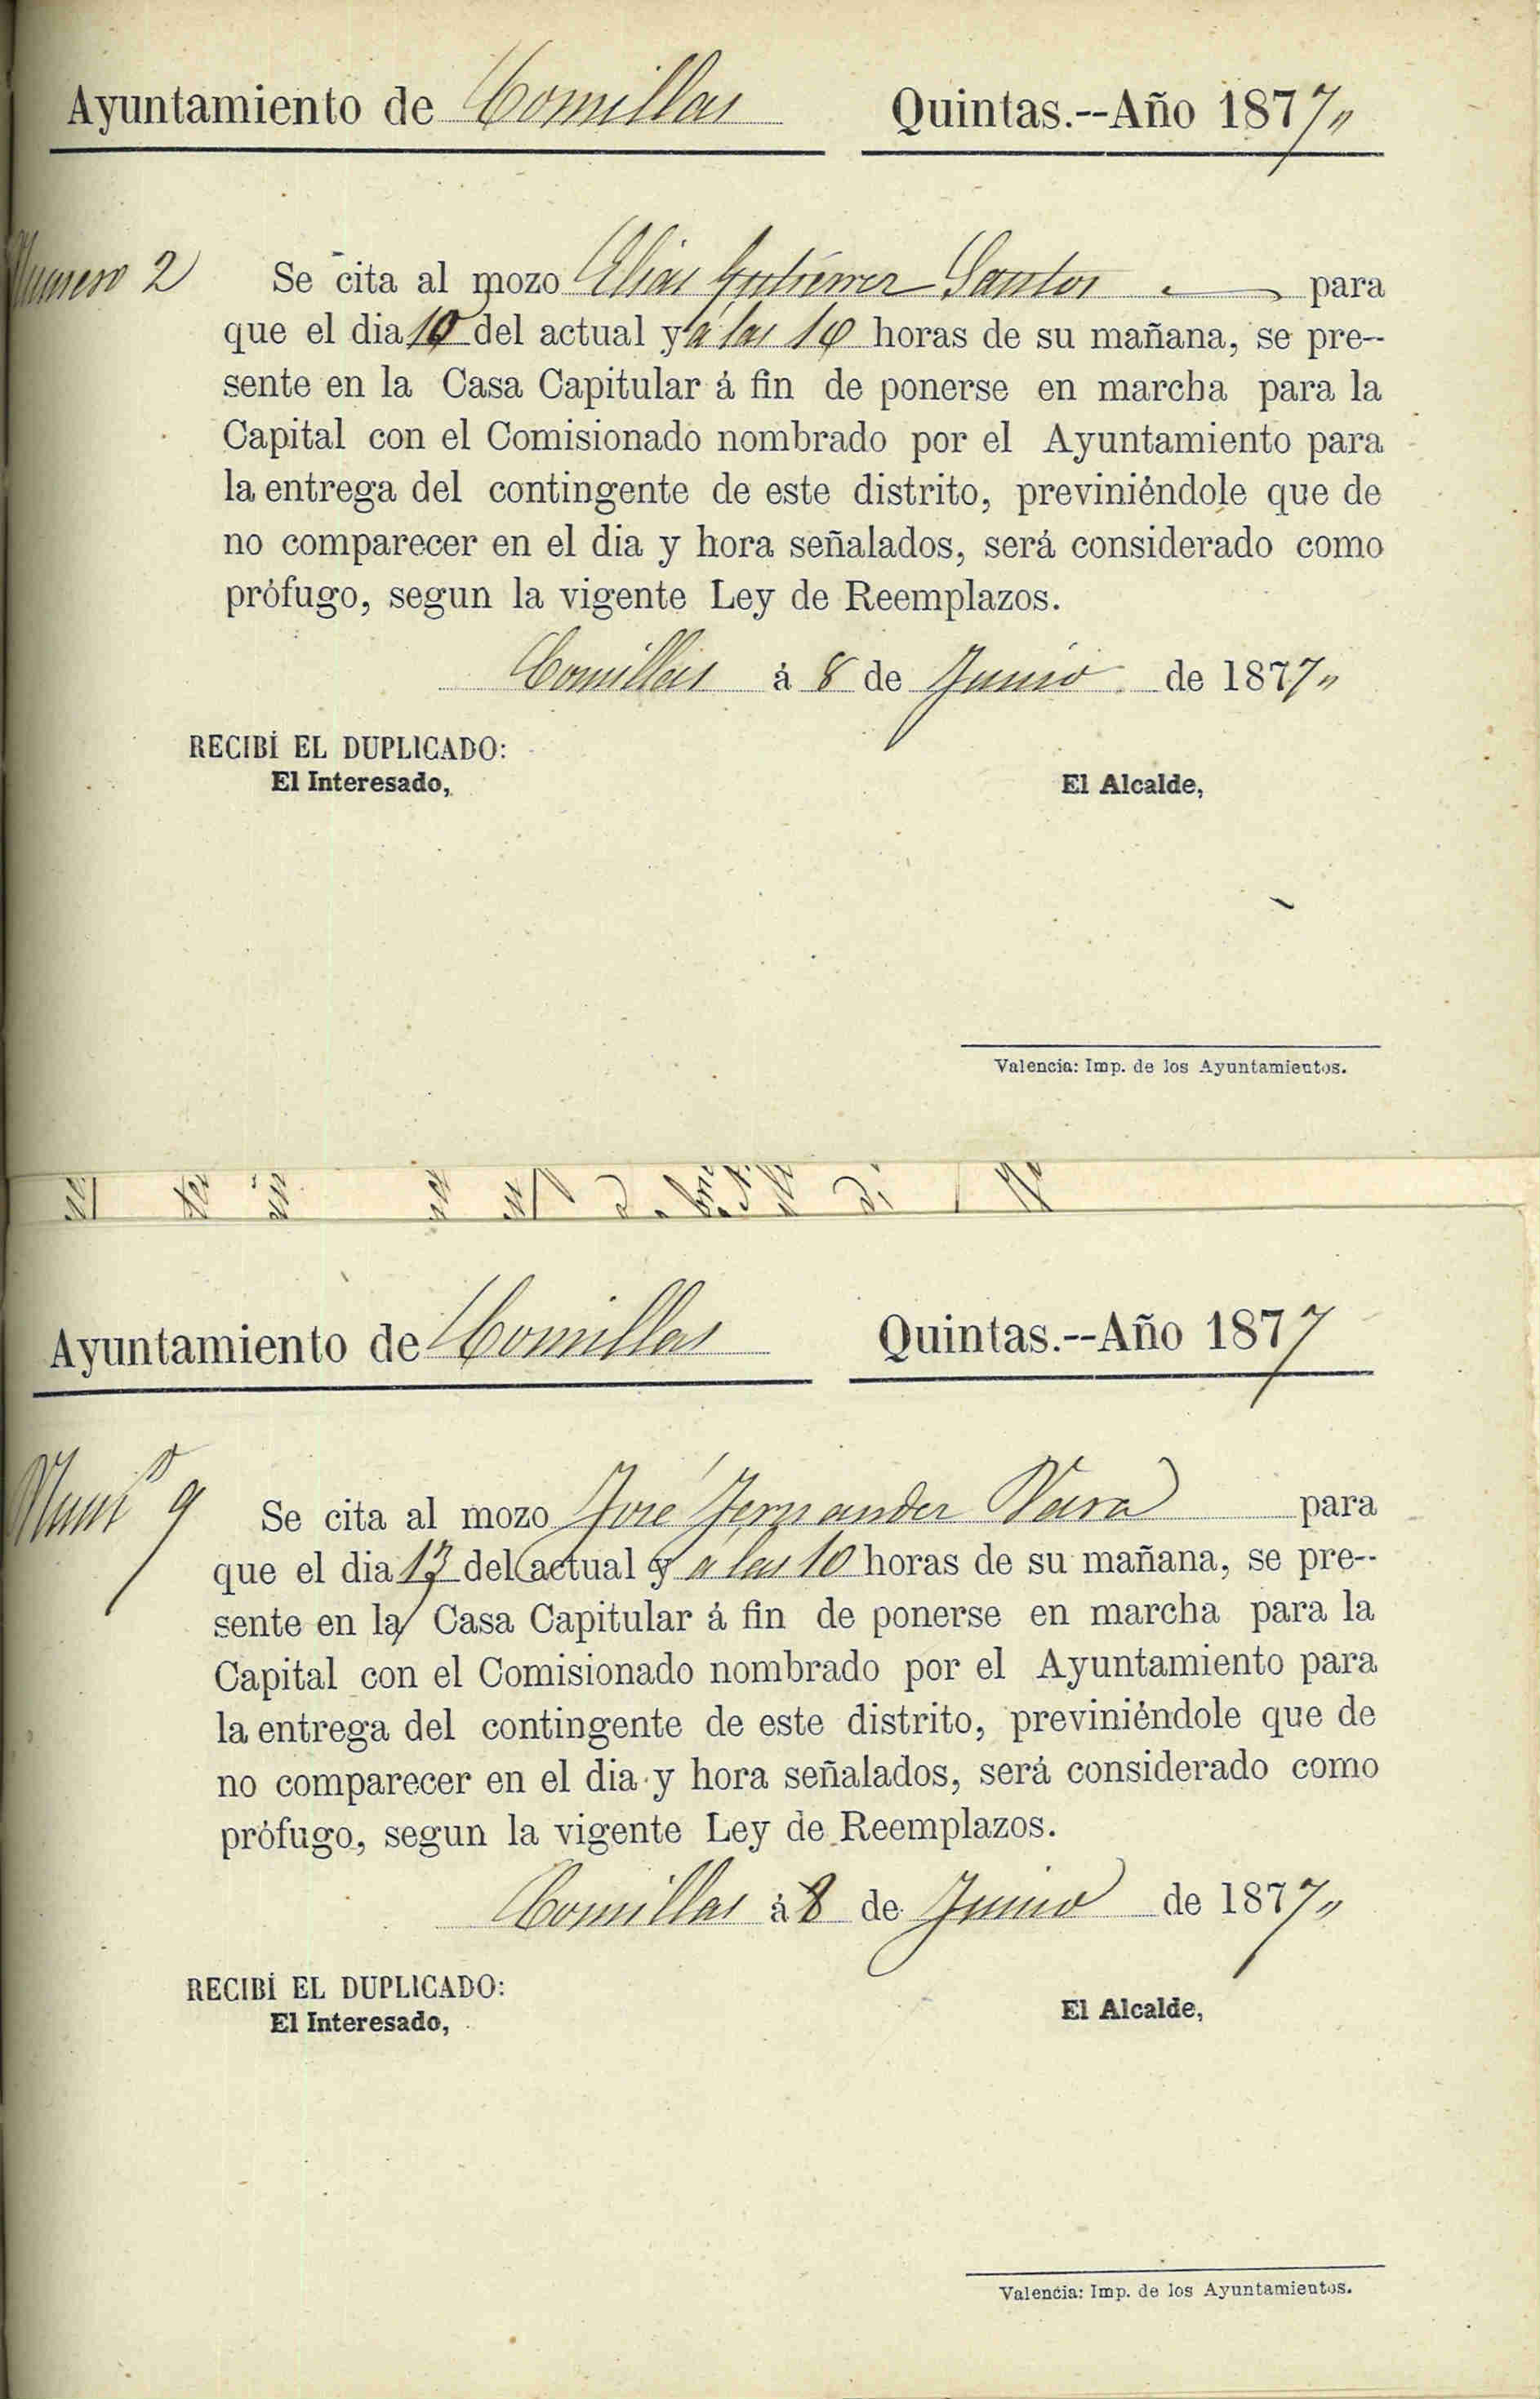 Ayuntamiento de Comillas Quintas.--Año 1877„
Numero 2 Se cita al mozo Elias Gutierrez Santos para
que el dia 10 del actual y á las 10 horas de su mañana, se pre--
sente en la Casa Capitular á fin de ponerse en marcha para la
Capital con el Comisionado nombrado por el Ayuntamiento para
la entrega del contingente de este distrito, previniéndole que de
no comparecer en el dia y hora señalados, será considerado como
prófugo, segun la vigente Ley de Reemplazos.
Comillas á 8 de Junio de 1877„
RECIBÍ EL DUPLICADO:
El Interesado, El Alcalde,
Valencia: Imp. de los Ayuntamientos.
Ayuntamiento de Comillas Quintas.--Año 1877
Numº 9 Se cita al mozo José Fernandez Vara para
que el dia del actual y á las 10 horas de su mañana, se pre--
sente en la Casa Capitular á fin de ponerse en marcha para la
Capital con el Comisionado nombrado por el Ayuntamiento para
la entrega del contingente de este distrito, previniéndole que de
no comparecer en el dia y hora señalados, será considerado como
prófugo, segun la vigente Ley de Reemplazos.
Comillas á 8 de Junio de 1877„
RECIBÍ EL DUPLICADO:
El Interesado, El Alcalde,
Valencia: Imp. de los Ayuntamientos.